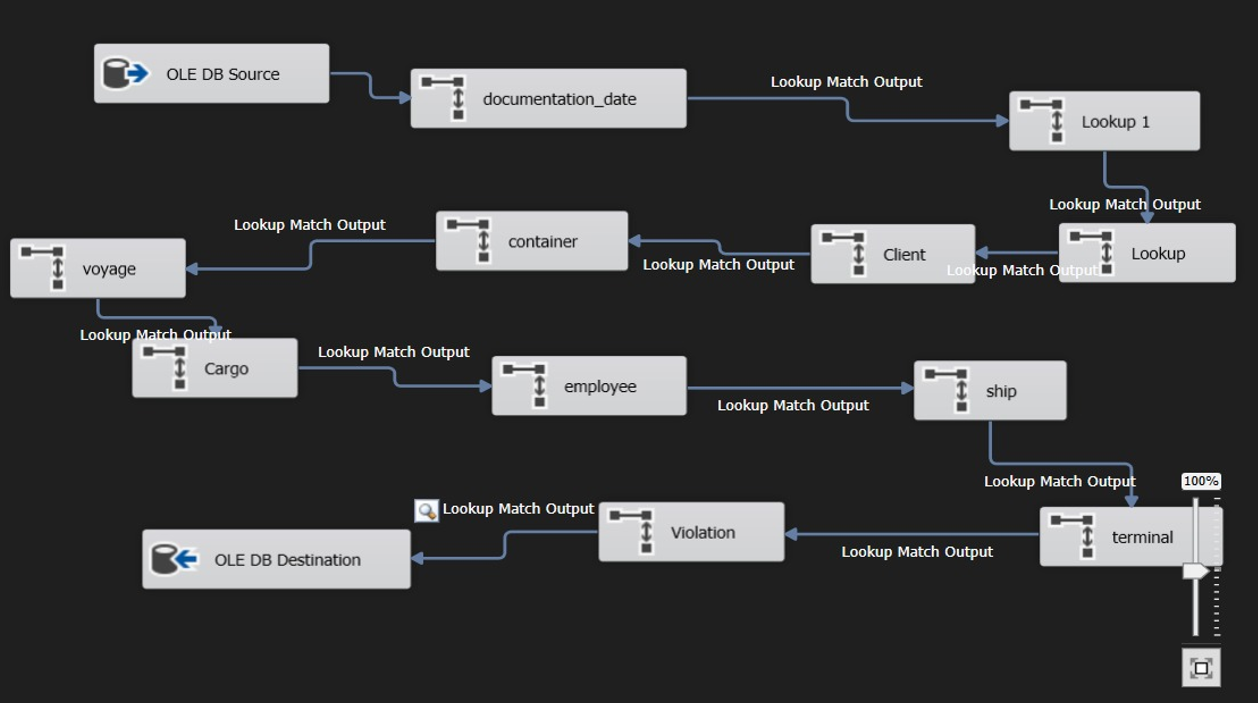 OLE DB Source
documentation_date
Lookup Match Output
Lookup 1
Lookup Match Output
Lookup
Lookup Match Output
Client
Lookup Match Output
container
Lookup Match Output
voyage
Lookup Match Output
Cargo
Lookup Match Output
employee
Lookup Match Output
ship
Lookup Match Output
terminal
100%
Lookup Match Output
Violation
Lookup Match Output
OLE DB Destination